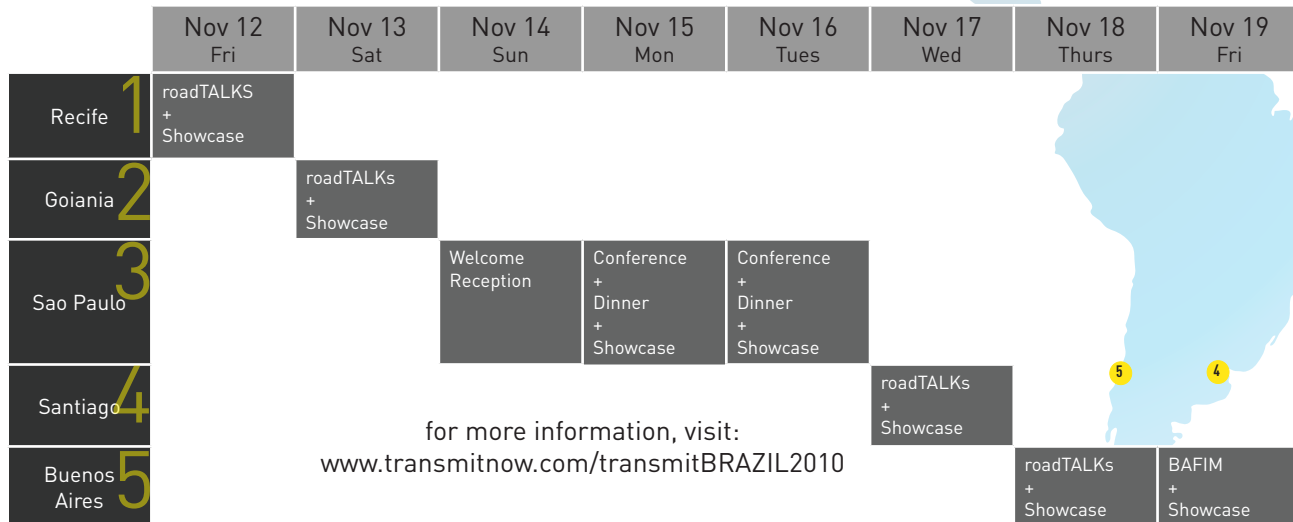 Nov 12 Nov 13 Nov 14 Nov 15 Nov 16 Nov 17 Nov 18 Nov 19
Fri Sat Sun Mon Tues Wed Thurs Fri
Recife 1
roadTALKS
+
Showcase
Goiania 2
roadTALKs
+
Showcase
Sao Paulo 3
Welcome
Reception
Conference
+
Dinner
+
Showcase
Conference
+
Dinner
+
Showcase
Santiago 4
roadTALKs
+
Showcase
5
4
for more information, visit:
www.transmitnow.com/transmitBRAZIL2010
Buenos
Aires 5
roadTALKs
+
Showcase
BAFIM
+
Showcase